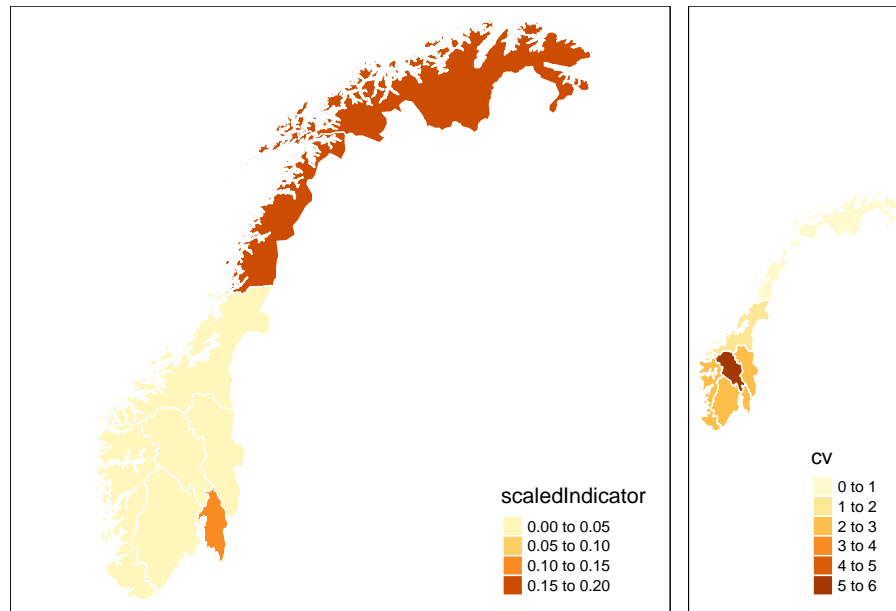 scaledIndicator
0.00 to 0.05
0.05 to 0.10
0.10 to 0.15
0.15 to 0.20
cv
0 to 1
1 to 2
2 to 3
3 to 4
4 to 5
5 to 6